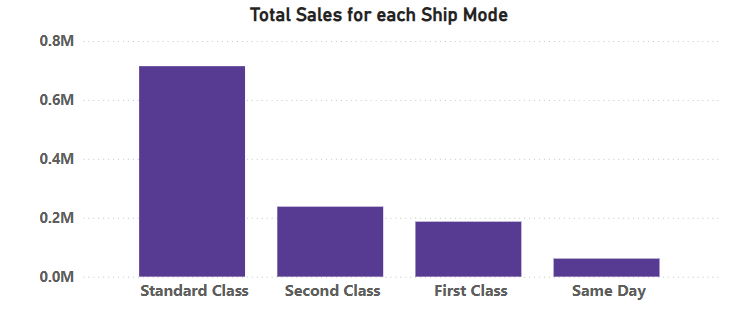 Total Sales for each Ship Mode
0.8M
0.6M
0.4M
0.2M
0.0M
Standard Class
Second Class
First Class
Same Day